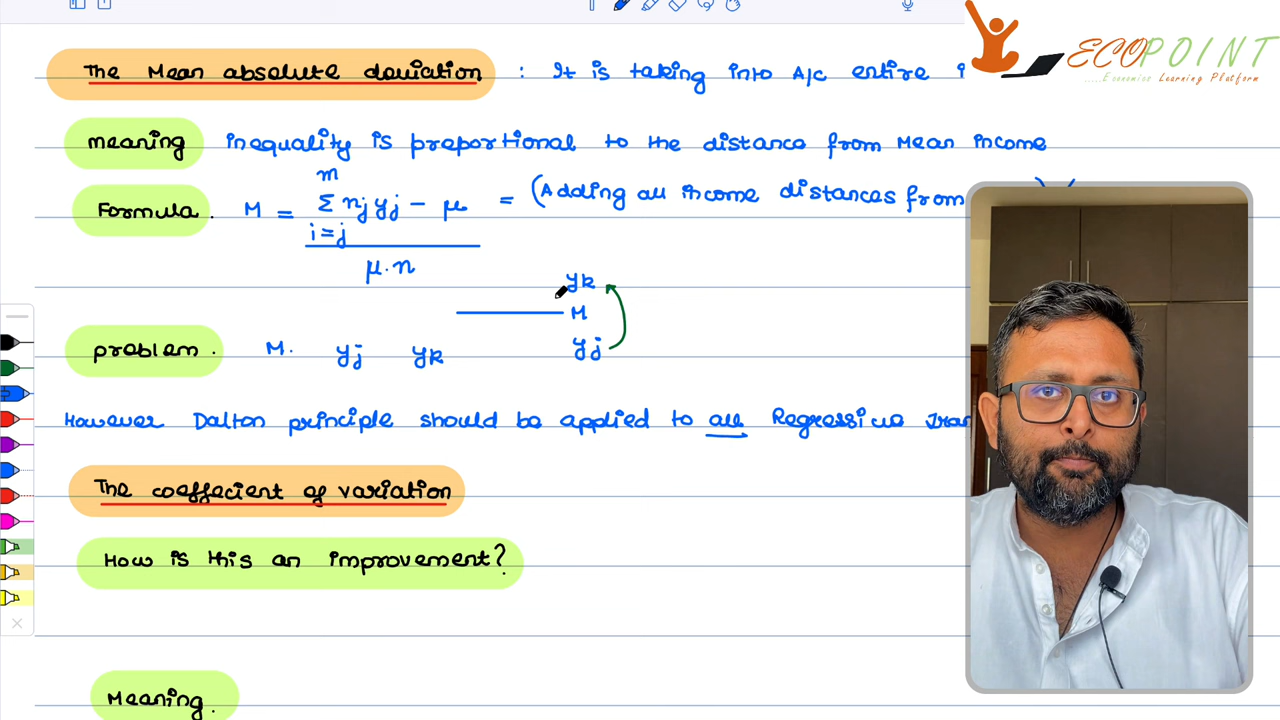 ECOPOINT
.....Economics Learning Platform
The Mean absolute deviation : It is taking into A/c entire
meaning inequality is preportional to the distance from Mean income
m
Formula. M = Σ nj yj - μ = (Adding all income distances from
i=j
μ.n
yk
M
problem. M. yj yk yj
However Dalton principle should be applied to all Regressive
The coeffecient of variation
How is this an improvement?
Meaning.